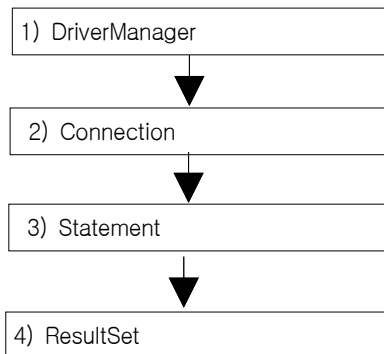 1) DriverManager
2) Connection
3) Statement
4) ResultSet